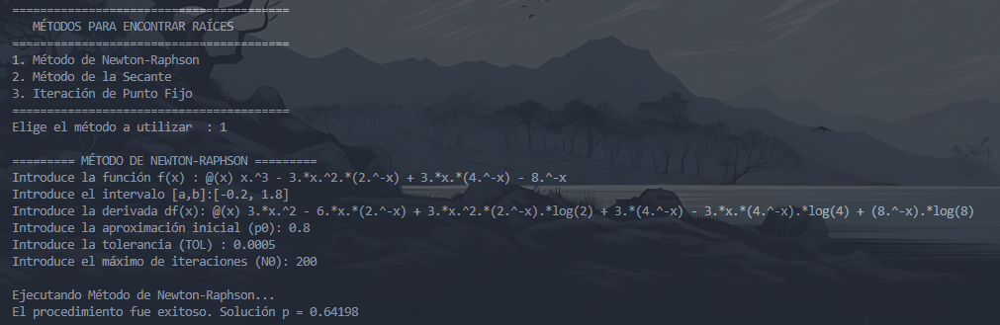 ========================================
MÉTODOS PARA ENCONTRAR RAÍCES
========================================
1. Método de Newton-Raphson
2. Método de la Secante
3. Iteración de Punto Fijo
========================================
Elige el método a utilizar  : 1
========= MÉTODO DE NEWTON-RAPHSON =========
Introduce la función f(x) : @(x) x.^3 - 3.*x.^2.*(2.^-x) + 3.*x.*(4.^-x) - 8.^-x
Introduce el intervalo [a,b]:[-0.2, 1.8]
Introduce la derivada df(x): @(x) 3.*x.^2 - 6.*x.*(2.^-x) + 3.*x.^2.*(2.^-x).*log(2) + 3.*(4.^-x) - 3.*x.*(4.^-x).*log(4) + (8.^-x).*log(8)
Introduce la aproximación inicial (p0): 0.8
Introduce la tolerancia (TOL) : 0.0005
Introduce el máximo de iteraciones (N0): 200
Ejecutando Método de Newton-Raphson...
El procedimiento fue exitoso. Solución p = 0.64198